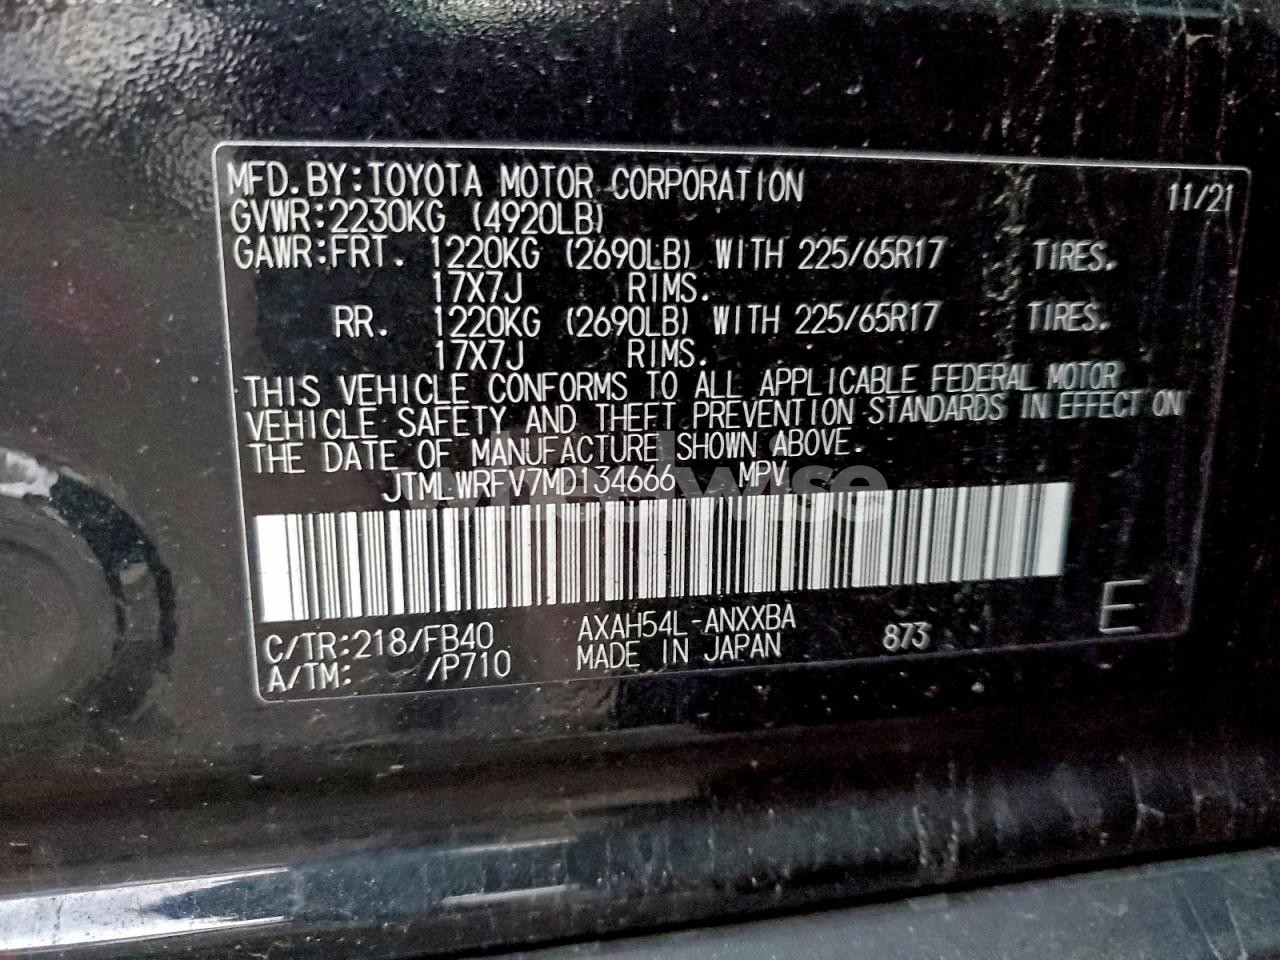 MFD.BY:TOYOTA MOTOR CORPORATION 11/21
GVWR:2230KG (4920LB)
GAWR:FRT. 1220KG (2690LB) WITH 225/65R17 TIRES.
17X7J RIMS.
RR. 1220KG (2690LB) WITH 225/65R17 TIRES.
17X7J RIMS.
THIS VEHICLE CONFORMS TO ALL APPLICABLE FEDERAL MOTOR
VEHICLE SAFETY AND THEFT PREVENTION STANDARDS IN EFFECT ON
THE DATE OF MANUFACTURE SHOWN ABOVE.
JTMLWRFV7MD134666 MPV
wheelwise
C/TR:218/FB40 AXAH54L-ANXXBA 873 E
A/TM: /P710 MADE IN JAPAN